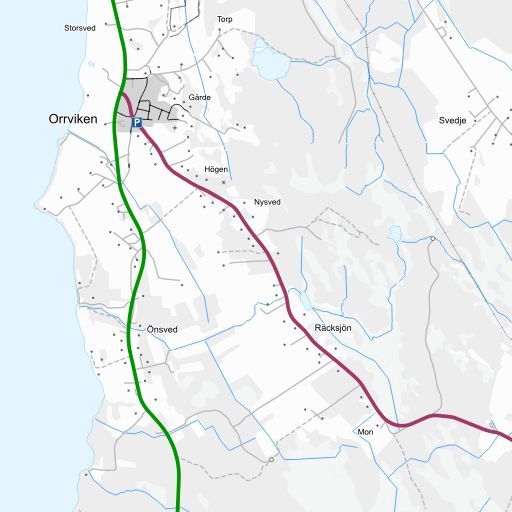 Torp
Storsved
Gärde
Orrviken
P
Svedje
Högen
Nysved
Önsved
Räcksjön
Mon